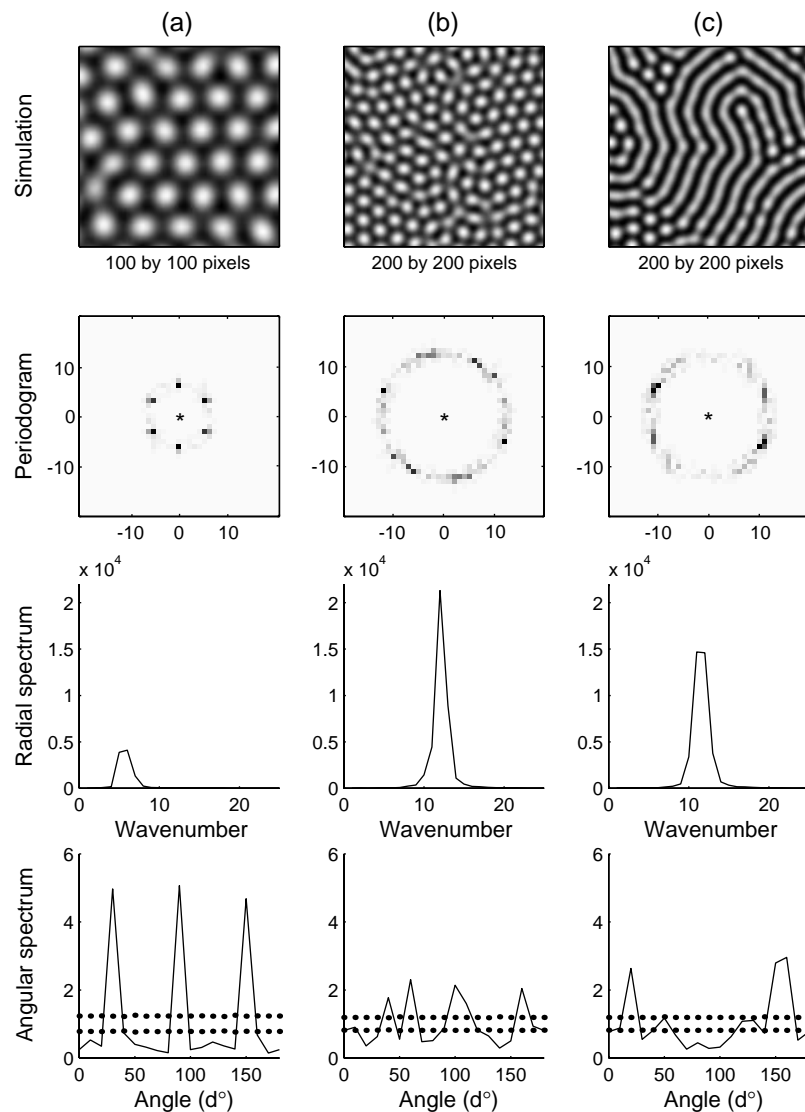 (a) (b) (c)
Simulation
100 by 100 pixels 200 by 200 pixels 200 by 200 pixels
Periodogram
10 10 10
0 0 0
-10 -10 -10
* * *
-10 0 10 -10 0 10 -10 0 10
Radial spectrum
x 10^4 x 10^4 x 10^4
2 2 2
1.5 1.5 1.5
1 1 1
0.5 0.5 0.5
0 0 0
0 10 20 0 10 20 0 10 20
Wavenumber Wavenumber Wavenumber
Angular spectrum
6 6 6
4 4 4
2 2 2
0 0 0
0 50 100 150 0 50 100 150 0 50 100 150
Angle (d°) Angle (d°) Angle (d°)